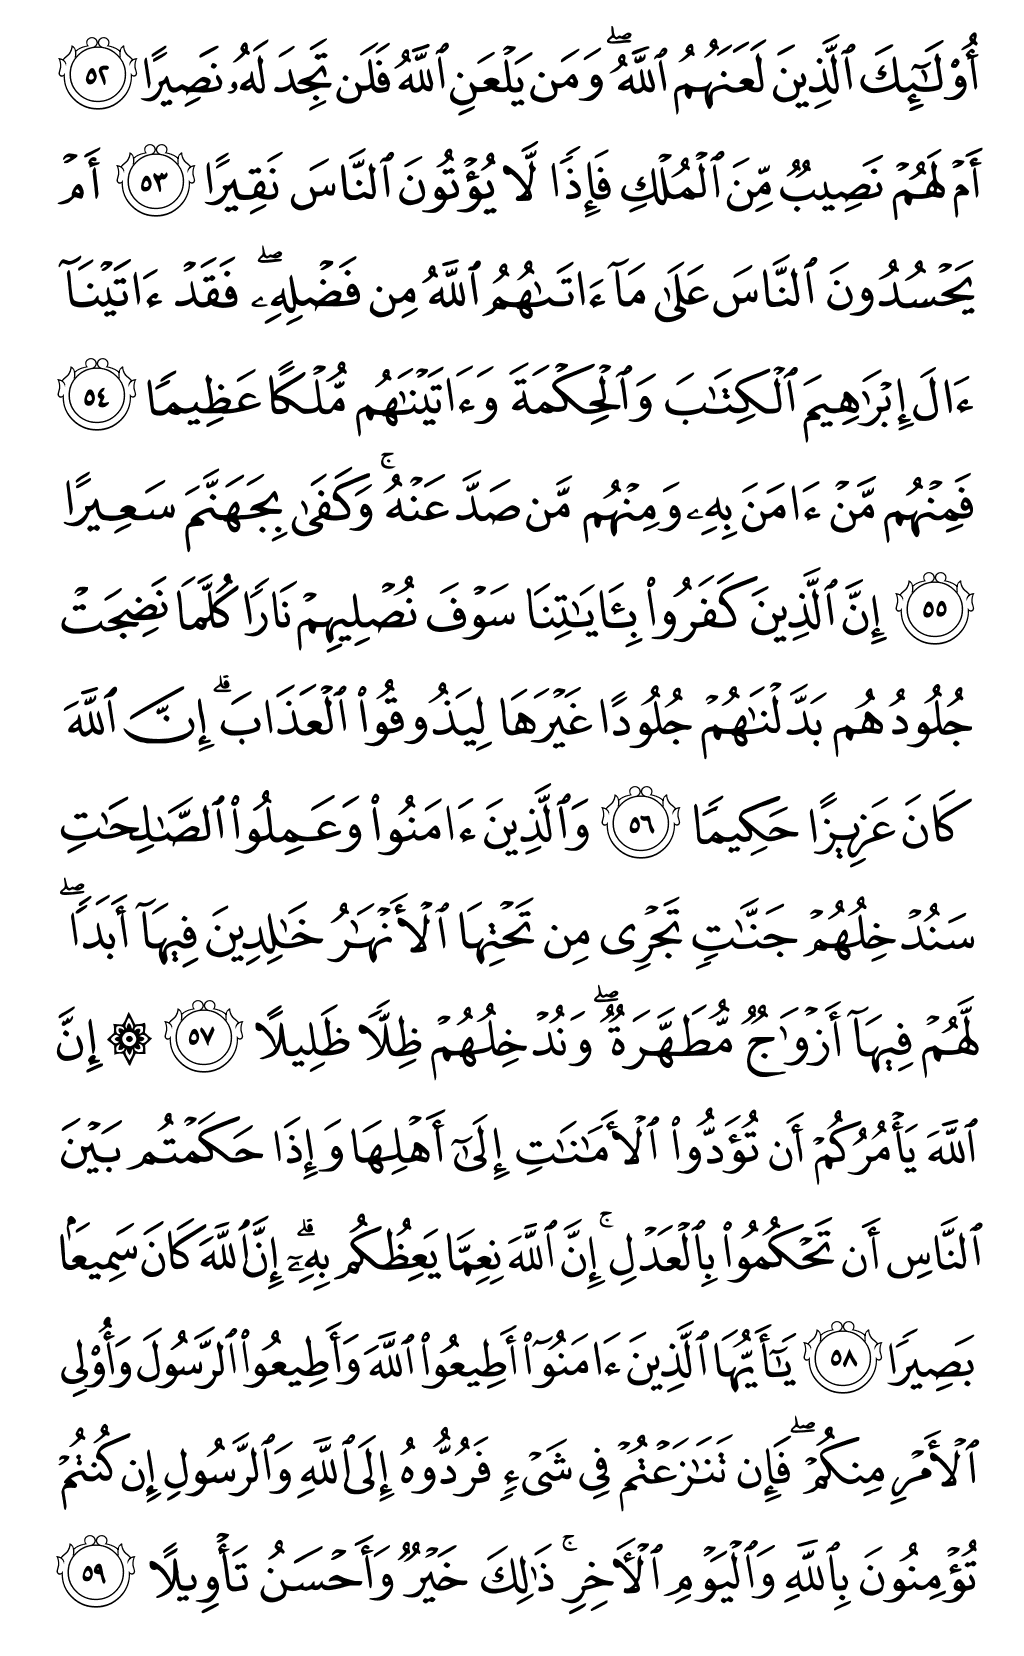 أُوْلَـٰٓئِكَ ٱلَّذِينَ لَعَنَهُمُ ٱللَّهُۖ وَمَن يَلْعَنِ ٱللَّهُ فَلَن تَجِدَ لَهُۥ نَصِيرًا ٥٢
أَمْ لَهُمْ نَصِيبٌ مِّنَ ٱلْمُلْكِ فَإِذًا لَّا يُؤْتُونَ ٱلنَّاسَ نَقِيرًا ٥٣ أَمْ
يَحْسُدُونَ ٱلنَّاسَ عَلَىٰ مَآ ءَاتَىٰهُمُ ٱللَّهُ مِن فَضْلِهِۦۖ فَقَدْ ءَاتَيْنَآ
ءَالَ إِبْرَٰهِيمَ ٱلْكِتَـٰبَ وَٱلْحِكْمَةَ وَءَاتَيْنَـٰهُم مُّلْكًا عَظِيمًا ٥٤
فَمِنْهُم مَّنْ ءَامَنَ بِهِۦ وَمِنْهُم مَّن صَدَّ عَنْهُۚ وَكَفَىٰ بِجَهَنَّمَ سَعِيرًا
٥٥ إِنَّ ٱلَّذِينَ كَفَرُواْ بِـَٔايَـٰتِنَا سَوْفَ نُصْلِيهِمْ نَارًا كُلَّمَا نَضِجَتْ
جُلُودُهُم بَدَّلْنَـٰهُمْ جُلُودًا غَيْرَهَا لِيَذُوقُواْ ٱلْعَذَابَۗ إِنَّ ٱللَّهَ
كَانَ عَزِيزًا حَكِيمًا ٥٦ وَٱلَّذِينَ ءَامَنُواْ وَعَمِلُواْ ٱلصَّـٰلِحَـٰتِ
سَنُدْخِلُهُمْ جَنَّـٰتٍ تَجْرِى مِن تَحْتِهَا ٱلْأَنْهَـٰرُ خَـٰلِدِينَ فِيهَآ أَبَدًاۖ
لَّهُمْ فِيهَآ أَزْوَٰجٌ مُّطَهَّرَةٌۖ وَنُدْخِلُهُمْ ظِلًّا ظَلِيلًا ٥٧ ۞ إِنَّ
ٱللَّهَ يَأْمُرُكُمْ أَن تُؤَدُّواْ ٱلْأَمَـٰنَـٰتِ إِلَىٰٓ أَهْلِهَا وَإِذَا حَكَمْتُم بَيْنَ
ٱلنَّاسِ أَن تَحْكُمُواْ بِٱلْعَدْلِۚ إِنَّ ٱللَّهَ نِعِمَّا يَعِظُكُم بِهِۦٓۗ إِنَّ ٱللَّهَ كَانَ سَمِيعَۢا
بَصِيرًا ٥٨ يَـٰٓأَيُّهَا ٱلَّذِينَ ءَامَنُوٓاْ أَطِيعُواْ ٱللَّهَ وَأَطِيعُواْ ٱلرَّسُولَ وَأُوْلِى
ٱلْأَمْرِ مِنكُمْۖ فَإِن تَنَـٰزَعْتُمْ فِى شَىْءٍ فَرُدُّوهُ إِلَى ٱللَّهِ وَٱلرَّسُولِ إِن كُنتُمْ
تُؤْمِنُونَ بِٱللَّهِ وَٱلْيَوْمِ ٱلْـَٔاخِرِۚ ذَٰلِكَ خَيْرٌ وَأَحْسَنُ تَأْوِيلًا ٥٩